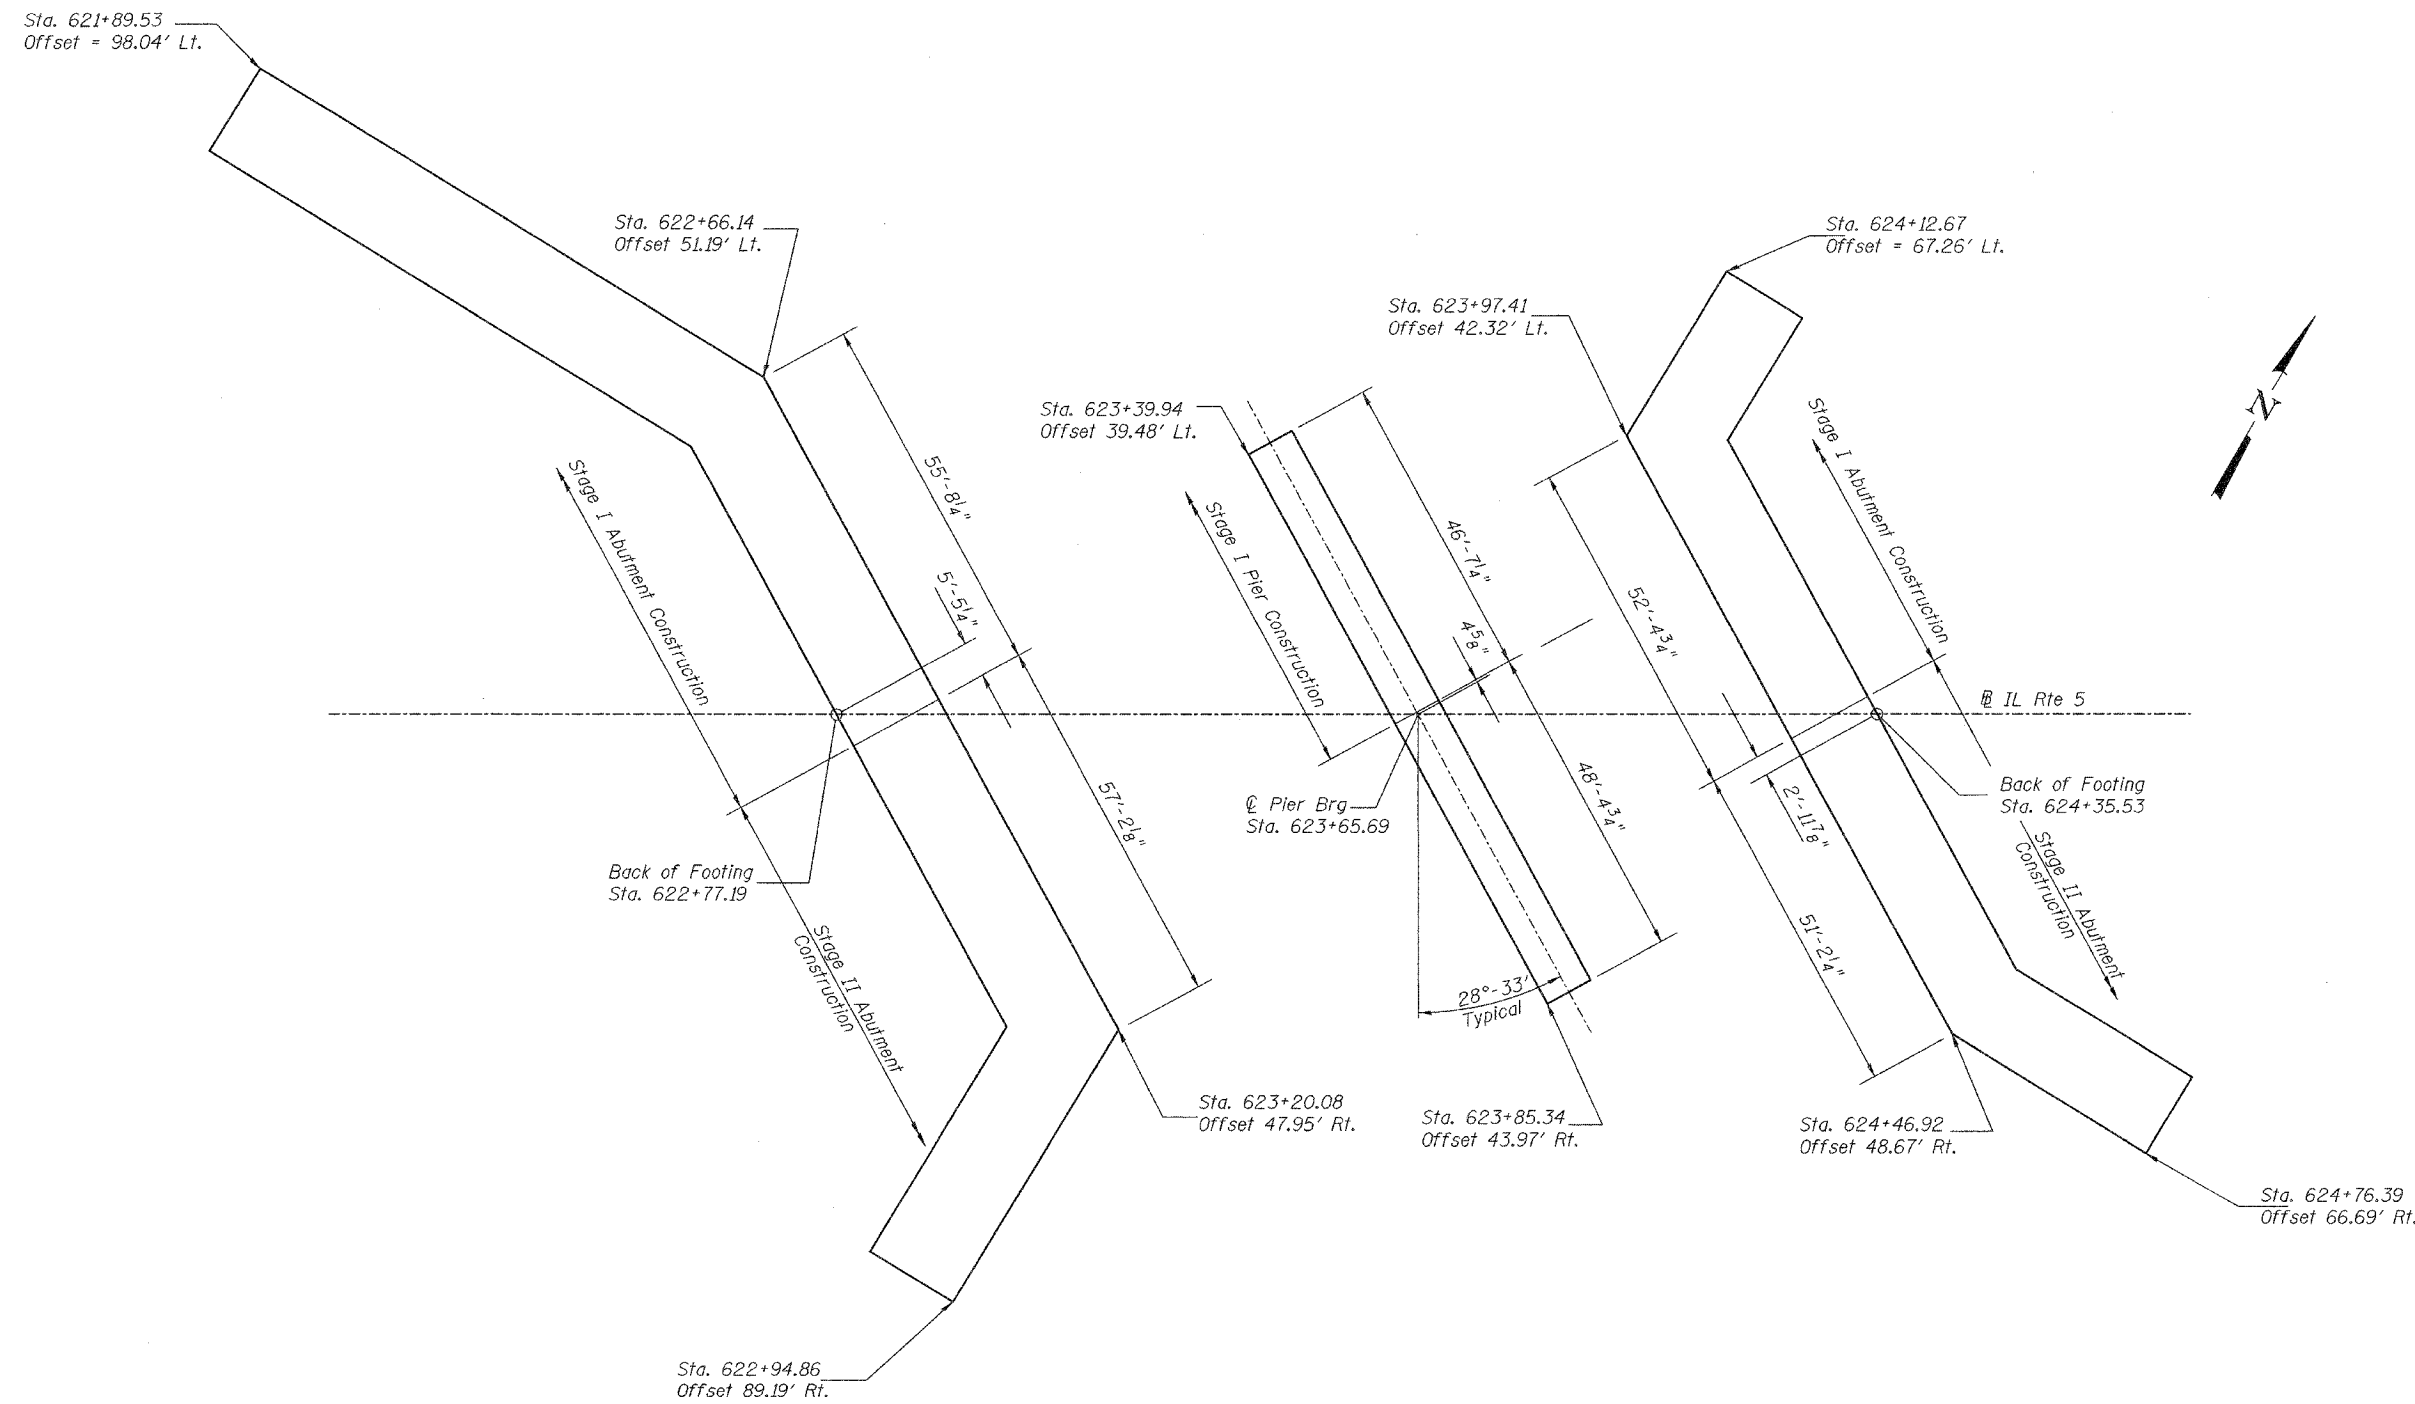 Sta. 621+89.53
Offset = 98.04' Lt.
Sta. 622+66.14
Offset 51.19' Lt.
Sta. 624+12.67
Offset = 67.26' Lt.
Sta. 623+97.41
Offset 42.32' Lt.
Sta. 623+39.94
Offset 39.48' Lt.
N
Stage I Abutment Construction
55'-8¼"
5'-5¼"
Stage I Pier Construction
46'-7¼"
4⅝"
52'-4¾"
Stage I Abutment Construction
℄ IL Rte 5
57'-2⅛"
℄ Pier Brg
Sta. 623+65.69
48'-4¾"
2'-11⅞"
Back of Footing
Sta. 624+35.53
Back of Footing
Sta. 622+77.19
Stage II Abutment
Construction
Stage II Abutment
Construction
51'-2¼"
28°-33'
Typical
Sta. 623+20.08
Offset 47.95' Rt.
Sta. 623+85.34
Offset 43.97' Rt.
Sta. 624+46.92
Offset 48.67' Rt.
Sta. 624+76.39
Offset 66.69' Rt.
Sta. 622+94.86
Offset 89.19' Rt.